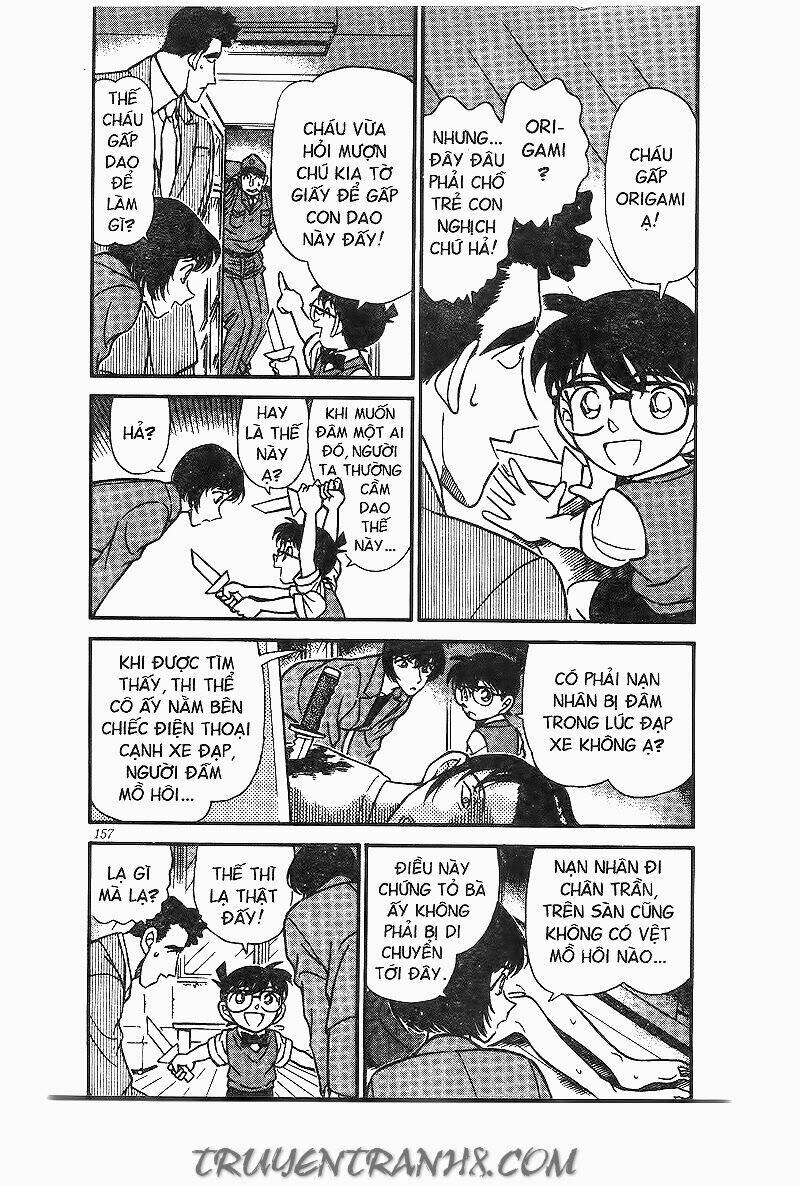 CHÁU
GẤP
ORIGAMI
Ạ!
ORI-
GAMI
?
NHƯNG...
ĐÂY ĐÂU
PHẢI CHỖ
TRẺ CON
NGHỊCH
CHỨ HẢ!
CHÁU VỪA
HỎI MƯỢN
CHÚ KIA TỜ
GIẤY ĐỂ GẤP
CON DAO
NÀY ĐẤY!
THẾ
CHÁU
GẤP
DAO
ĐỂ
LÀM
GÌ?
KHI MUỐN
ĐÂM MỘT AI
ĐÓ, NGƯỜI
TA THƯỜNG
CẦM
DAO
THẾ
NÀY...
HAY
LÀ THẾ
NÀY
Ạ?
HẢ?
CÓ PHẢI NẠN
NHÂN BỊ ĐÂM
TRONG LÚC ĐẠP
XE KHÔNG Ạ?
KHI ĐƯỢC TÌM
THẤY, THI THỂ
CÔ ẤY NẰM BÊN
CHIẾC ĐIỆN THOẠI
CẠNH XE ĐẠP,
NGƯỜI ĐẪM
MỒ HÔI...
157
NẠN NHÂN ĐI
CHÂN TRẦN,
TRÊN SÀN CŨNG
KHÔNG CÓ VỆT
MỒ HÔI NÀO...
ĐIỀU NÀY
CHỨNG TỎ BÀ
ẤY KHÔNG
PHẢI BỊ DI
CHUYỂN
TỚI ĐÂY.
THẾ THÌ
LẠ THẬT
ĐẤY!
LẠ GÌ
MÀ LẠ?
TRUYENTRANH8.COM